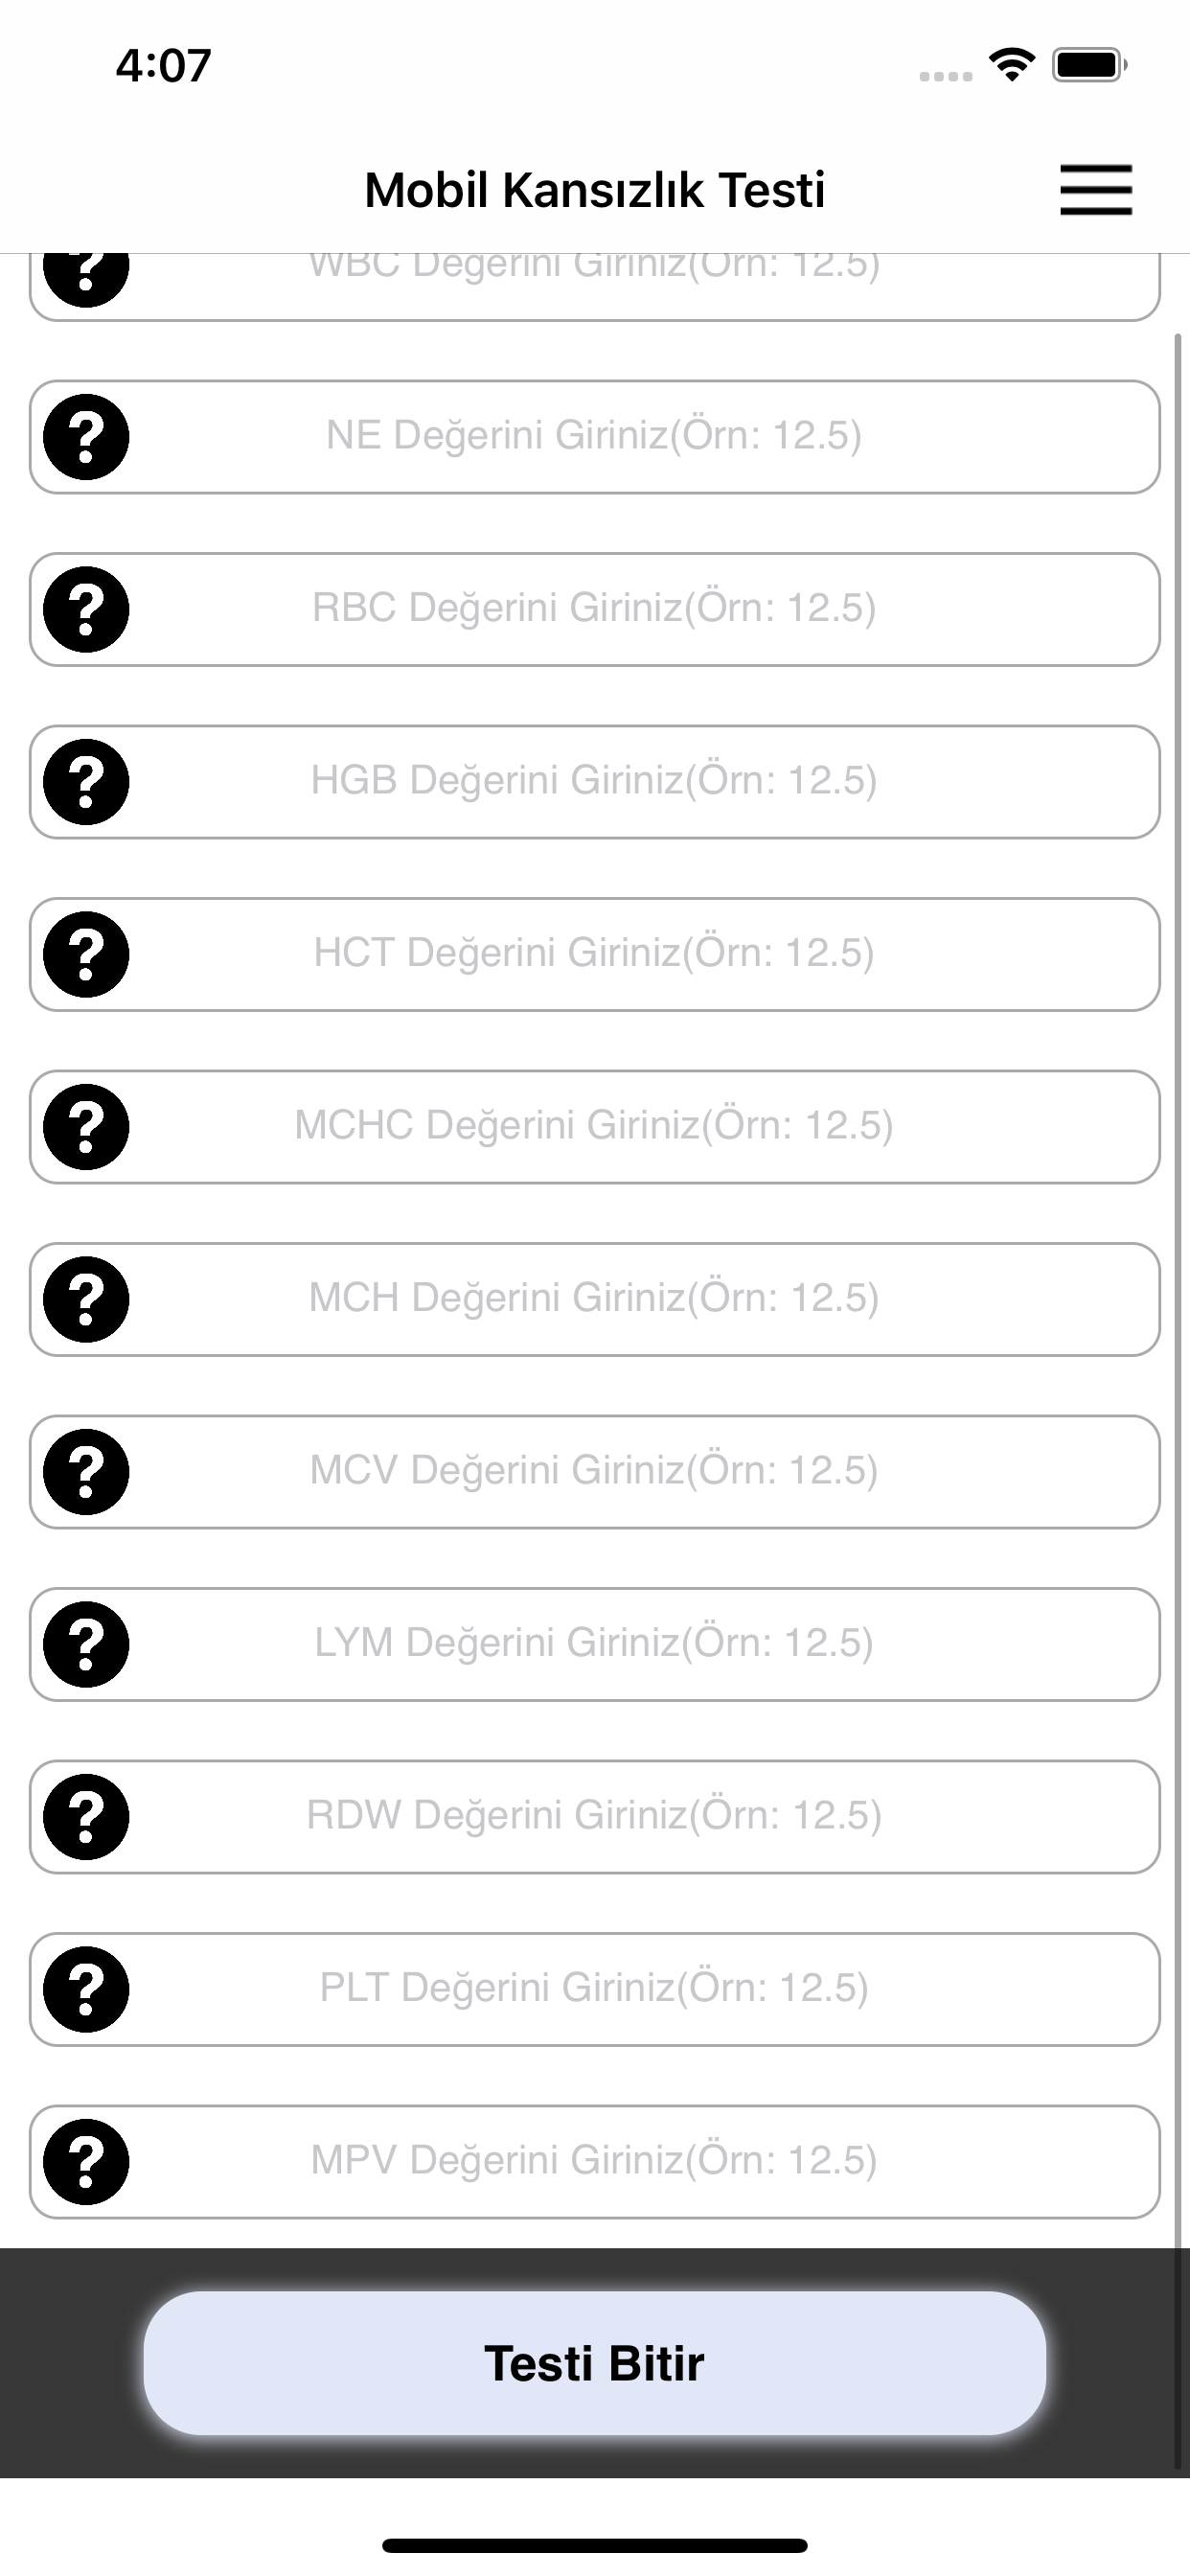 4:07
Mobil Kansızlık Testi
? WBC Değerini Giriniz(Örn: 12.5)
? NE Değerini Giriniz(Örn: 12.5)
? RBC Değerini Giriniz(Örn: 12.5)
? HGB Değerini Giriniz(Örn: 12.5)
? HCT Değerini Giriniz(Örn: 12.5)
? MCHC Değerini Giriniz(Örn: 12.5)
? MCH Değerini Giriniz(Örn: 12.5)
? MCV Değerini Giriniz(Örn: 12.5)
? LYM Değerini Giriniz(Örn: 12.5)
? RDW Değerini Giriniz(Örn: 12.5)
? PLT Değerini Giriniz(Örn: 12.5)
? MPV Değerini Giriniz(Örn: 12.5)
Testi Bitir